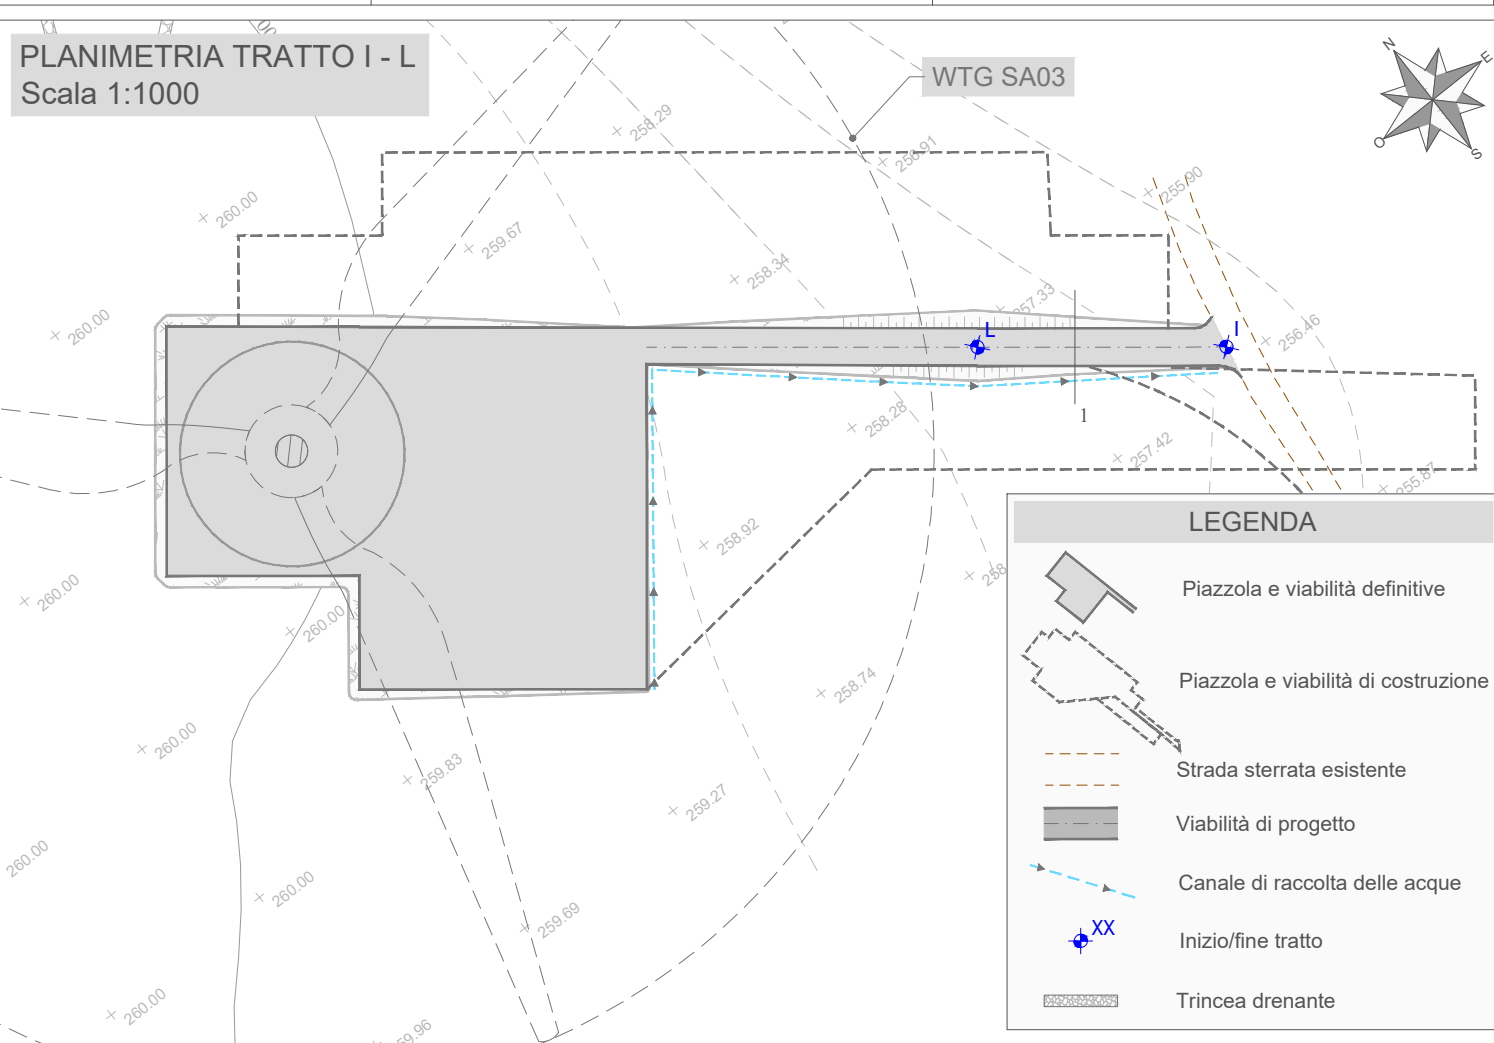 PLANIMETRIA TRATTO I - L
Scala 1:1000
WTG SA03
N
E
O
S
258.29
256.91
255.90
260.00
259.67
258.34
257.33
260.00
256.46
L
I
1
258.28
257.42
255.87
258.92
258
260.00
260.00
258.74
260.00
259.83
259.27
260.00
260.00
259.69
260.00
59.96
00
LEGENDA
Piazzola e viabilità definitive
Piazzola e viabilità di costruzione
Strada sterrata esistente
Viabilità di progetto
Canale di raccolta delle acque
XX
Inizio/fine tratto
Trincea drenante